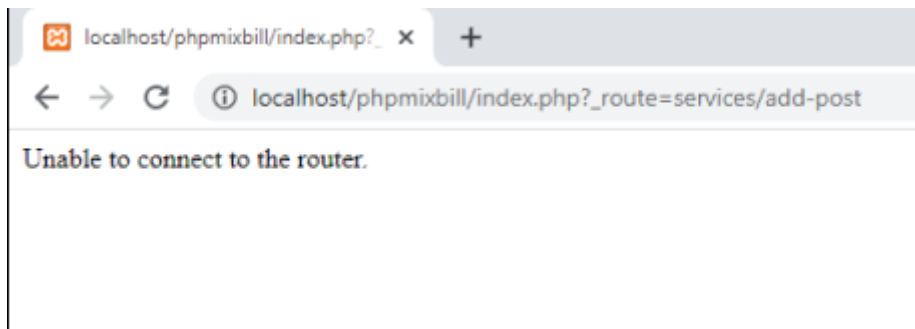 localhost/phpmixbill/index.php?_
localhost/phpmixbill/index.php?_route=services/add-post
Unable to connect to the router.